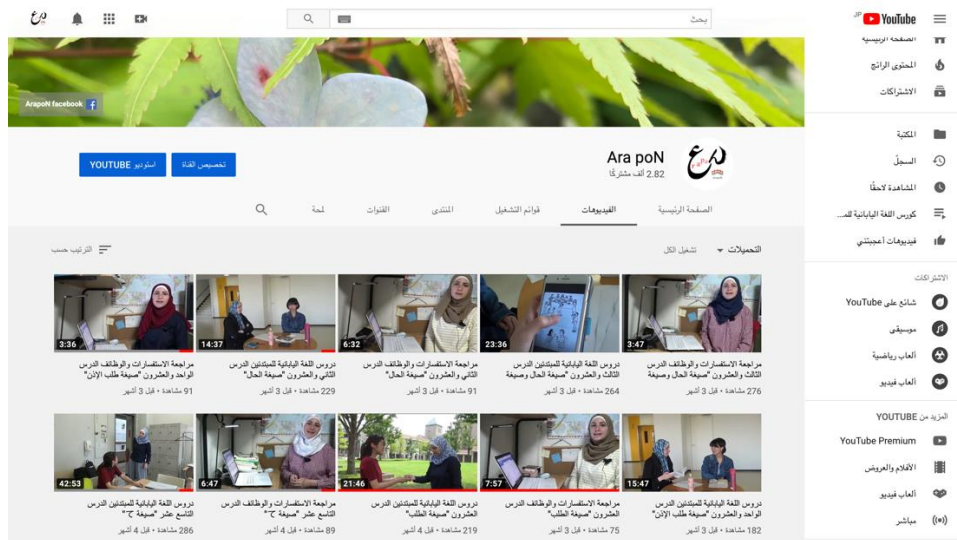 YouTube JP
بحث
الصفحة الرئيسية
المحتوى الرائج
الاشتراكات
المكتبة
السجلّ
المشاهدة لاحقًا
كورس اللغة اليابانية للمـ...
فيديوهات أعجبتني
الاشتراكات
شائع على YouTube
موسيقى
ألعاب رياضية
ألعاب فيديو
المزيد من YOUTUBE
YouTube Premium
الأفلام والعروض
ألعاب فيديو
مباشر
ArapoN facebook
Ara poN
2.82 ألف مشتركًا
تخصيص القناة
استوديو YOUTUBE
الصفحة الرئيسية
الفيديوهات
قوائم التشغيل
المنتدى
القنوات
لمحة
التحميلات
تشغيل الكل
الترتيب حسب
3:47
مراجعة الاستفسارات والوظائف الدرس
الثالث والعشرون "صيغة الحال وصيغة
276 مشاهدة • قبل 3 أشهر
23:36
دروس اللغة اليابانية للمبتدئين الدرس
الثالث والعشرون "صيغة الحال وصيغة
264 مشاهدة • قبل 3 أشهر
6:32
مراجعة الاستفسارات والوظائف الدرس
الثاني والعشرون "صيغة الحال"
91 مشاهدة • قبل 3 أشهر
14:37
دروس اللغة اليابانية للمبتدئين الدرس
الثاني والعشرون "صيغة الحال"
229 مشاهدة • قبل 3 أشهر
3:36
مراجعة الاستفسارات والوظائف الدرس
الواحد والعشرون "صيغة طلب الإذن"
91 مشاهدة • قبل 3 أشهر
15:47
دروس اللغة اليابانية للمبتدئين الدرس
الواحد والعشرون "صيغة طلب الإذن"
182 مشاهدة • قبل 3 أشهر
7:57
مراجعة الاستفسارات والوظائف الدرس
العشرون "صيغة الطلب"
75 مشاهدة • قبل 3 أشهر
21:46
دروس اللغة اليابانية للمبتدئين الدرس
العشرون "صيغة الطلب"
219 مشاهدة • قبل 4 أشهر
6:47
مراجعة الاستفسارات والوظائف الدرس
التاسع عشر "صيغة て"
89 مشاهدة • قبل 4 أشهر
42:53
دروس اللغة اليابانية للمبتدئين الدرس
التاسع عشر "صيغة て"
286 مشاهدة • قبل 4 أشهر